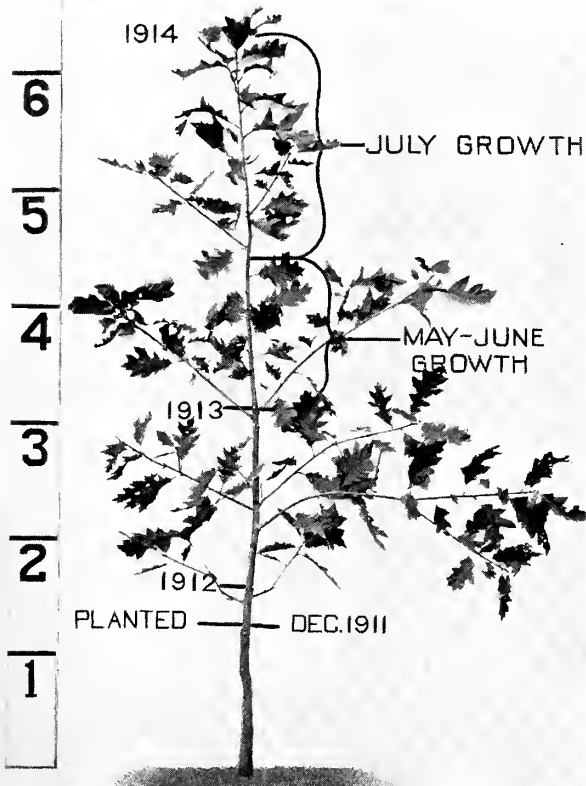 1914
6
JULY GROWTH
5
4
MAY-JUNE
GROWTH
1913
3
2
1912
PLANTED
DEC.1911
1